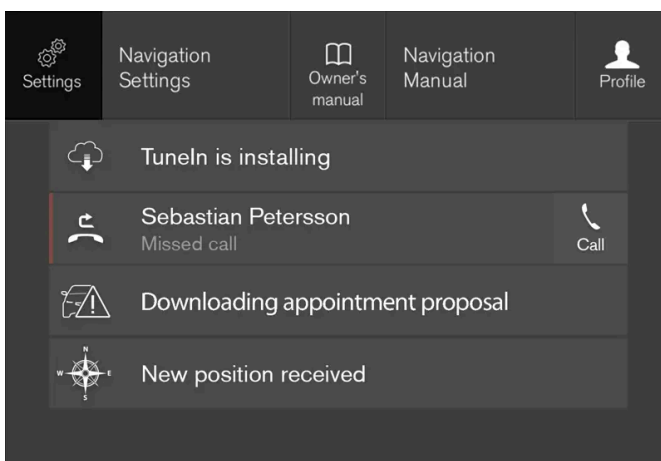 Settings
Navigation
Settings
Owner's
manual
Navigation
Manual
Profile
TuneIn is installing
Sebastian Petersson
Missed call
Call
Downloading appointment proposal
N
W
E
S
New position received